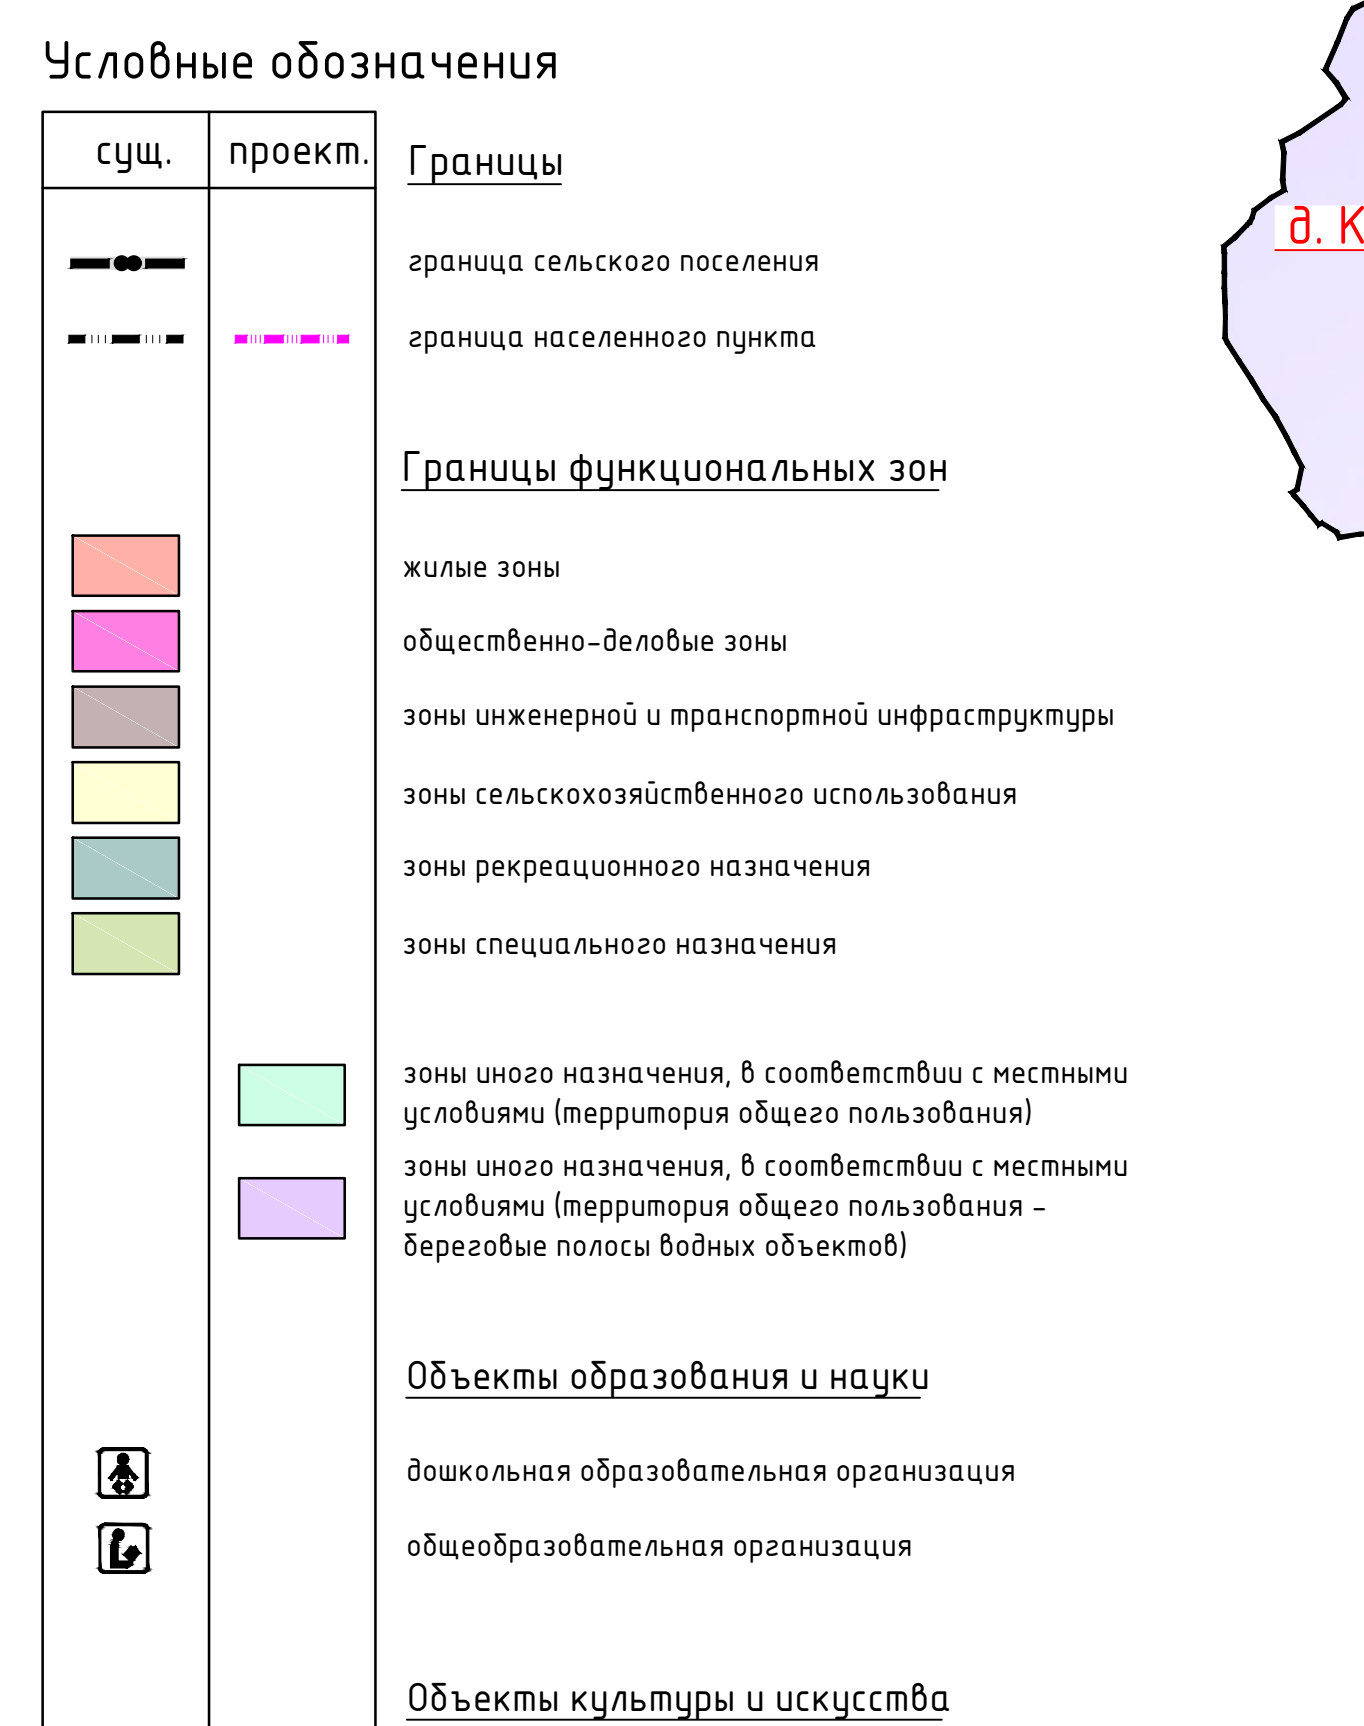 Условные обозначения
сущ.
проект.
Границы
граница сельского поселения
граница населенного пункта
д. К
Границы функциональных зон
жилые зоны
общественно-деловые зоны
зоны инженерной и транспортной инфраструктуры
зоны сельскохозяйственного использования
зоны рекреационного назначения
зоны специального назначения
зоны иного назначения, в соответствии с местными
условиями (территория общего пользования)
зоны иного назначения, в соответствии с местными
условиями (территория общего пользования -
береговые полосы водных объектов)
Объекты образования и науки
дошкольная образовательная организация
общеобразовательная организация
Объекты культуры и искусства